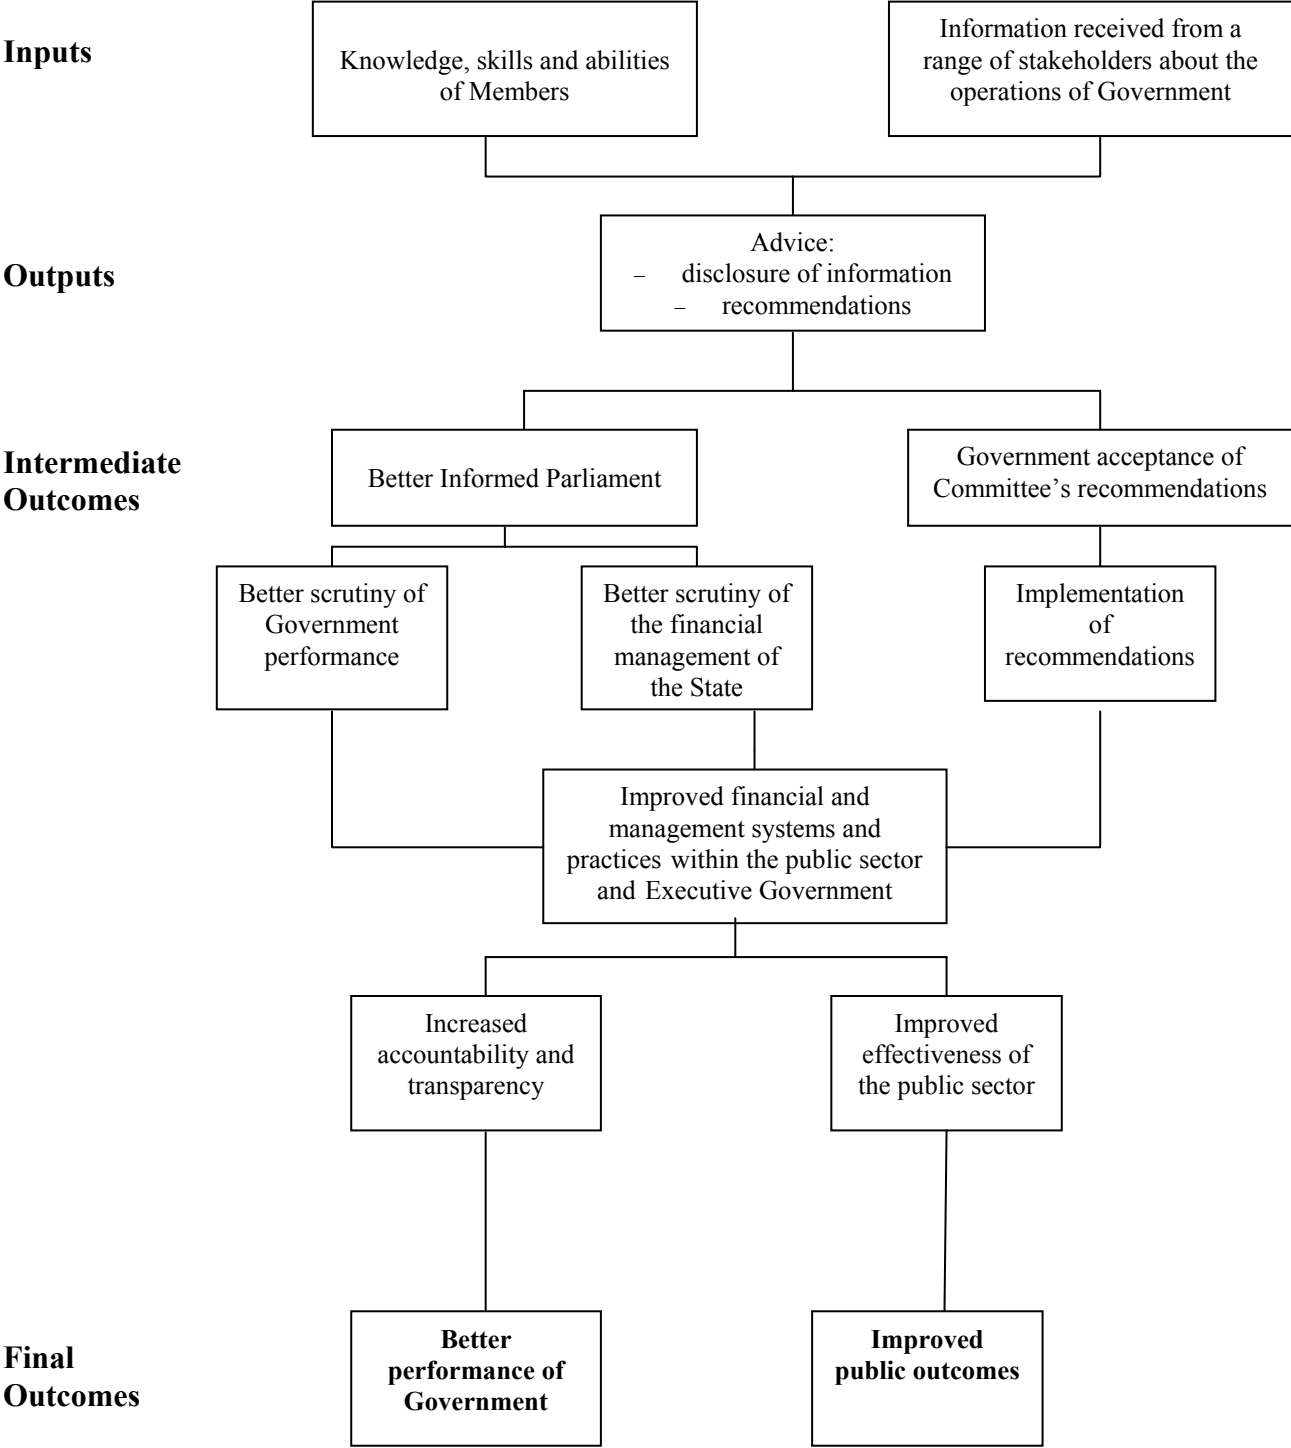 Inputs
Knowledge, skills and abilities
of Members
Information received from a
range of stakeholders about the
operations of Government
Outputs
Advice:
– disclosure of information
– recommendations
Intermediate
Outcomes
Better Informed Parliament
Government acceptance of
Committee’s recommendations
Better scrutiny of
Government
performance
Better scrutiny of
the financial
management of
the State
Implementation
of
recommendations
Improved financial and
management systems and
practices within the public sector
and Executive Government
Increased
accountability and
transparency
Improved
effectiveness of
the public sector
Final
Outcomes
Better
performance of
Government
Improved
public outcomes